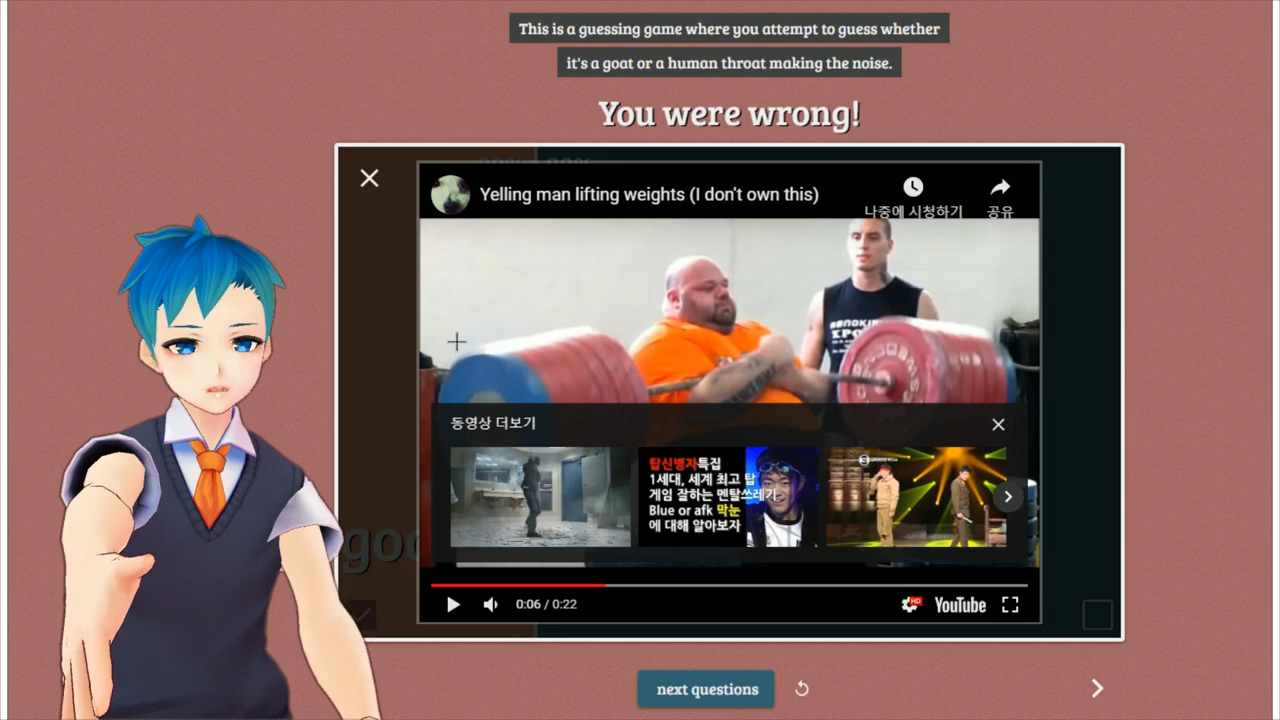 This is a guessing game where you attempt to guess whether
it's a goat or a human throat making the noise.
You were wrong!
Yelling man lifting weights (I don't own this)
나중에 시청하기
공유
동영상 더보기
탑신병자특집
1세대, 세계 최고 탑
게임 잘하는 멘탈쓰레기
Blue or afk 막눈
에 대해 알아보자
0:06 / 0:22
HD
YouTube
next questions